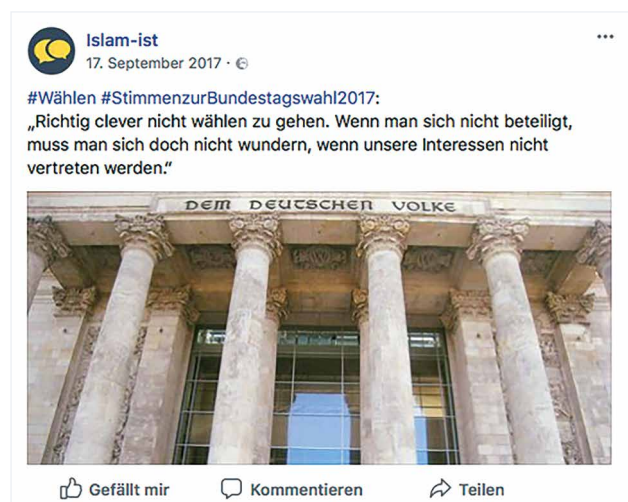 Islam-ist
17. September 2017 ·
#Wählen #StimmenzurBundestagswahl2017:
„Richtig clever nicht wählen zu gehen. Wenn man sich nicht beteiligt,
muss man sich doch nicht wundern, wenn unsere Interessen nicht
vertreten werden.“
DEM DEUTSCHEN VOLKE
Gefällt mir Kommentieren Teilen